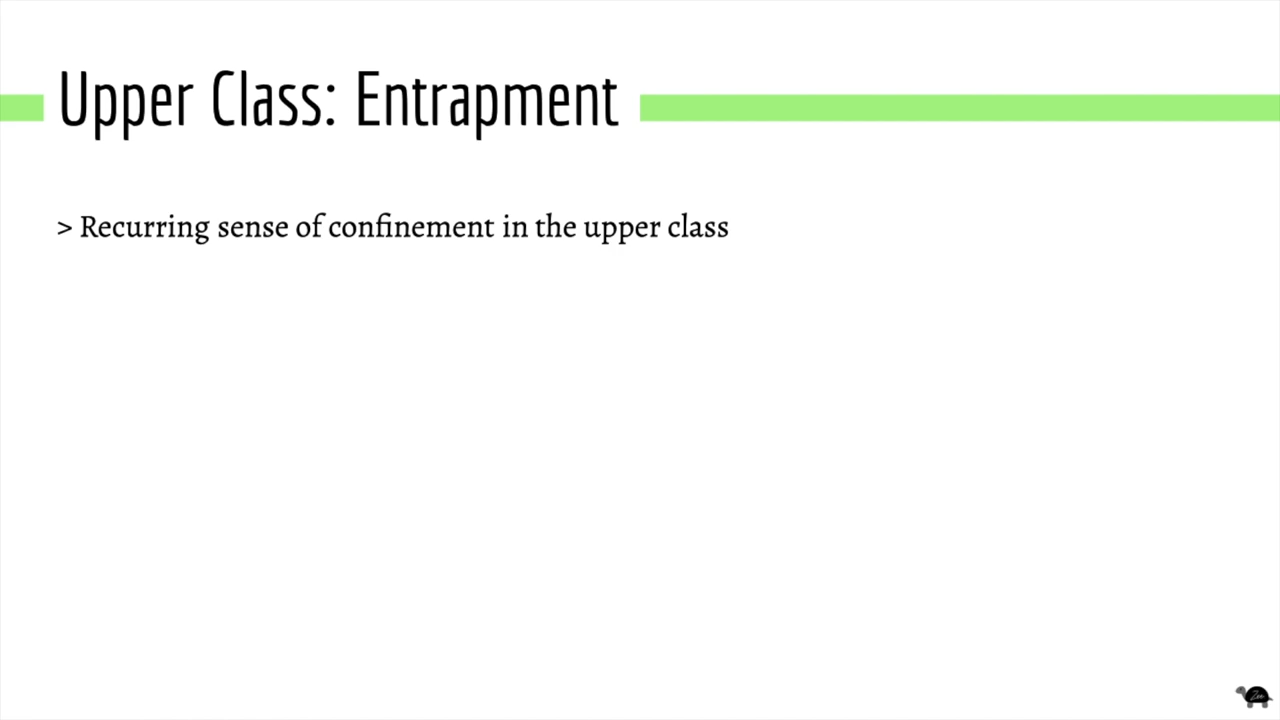 Upper Class: Entrapment
> Recurring sense of confinement in the upper class